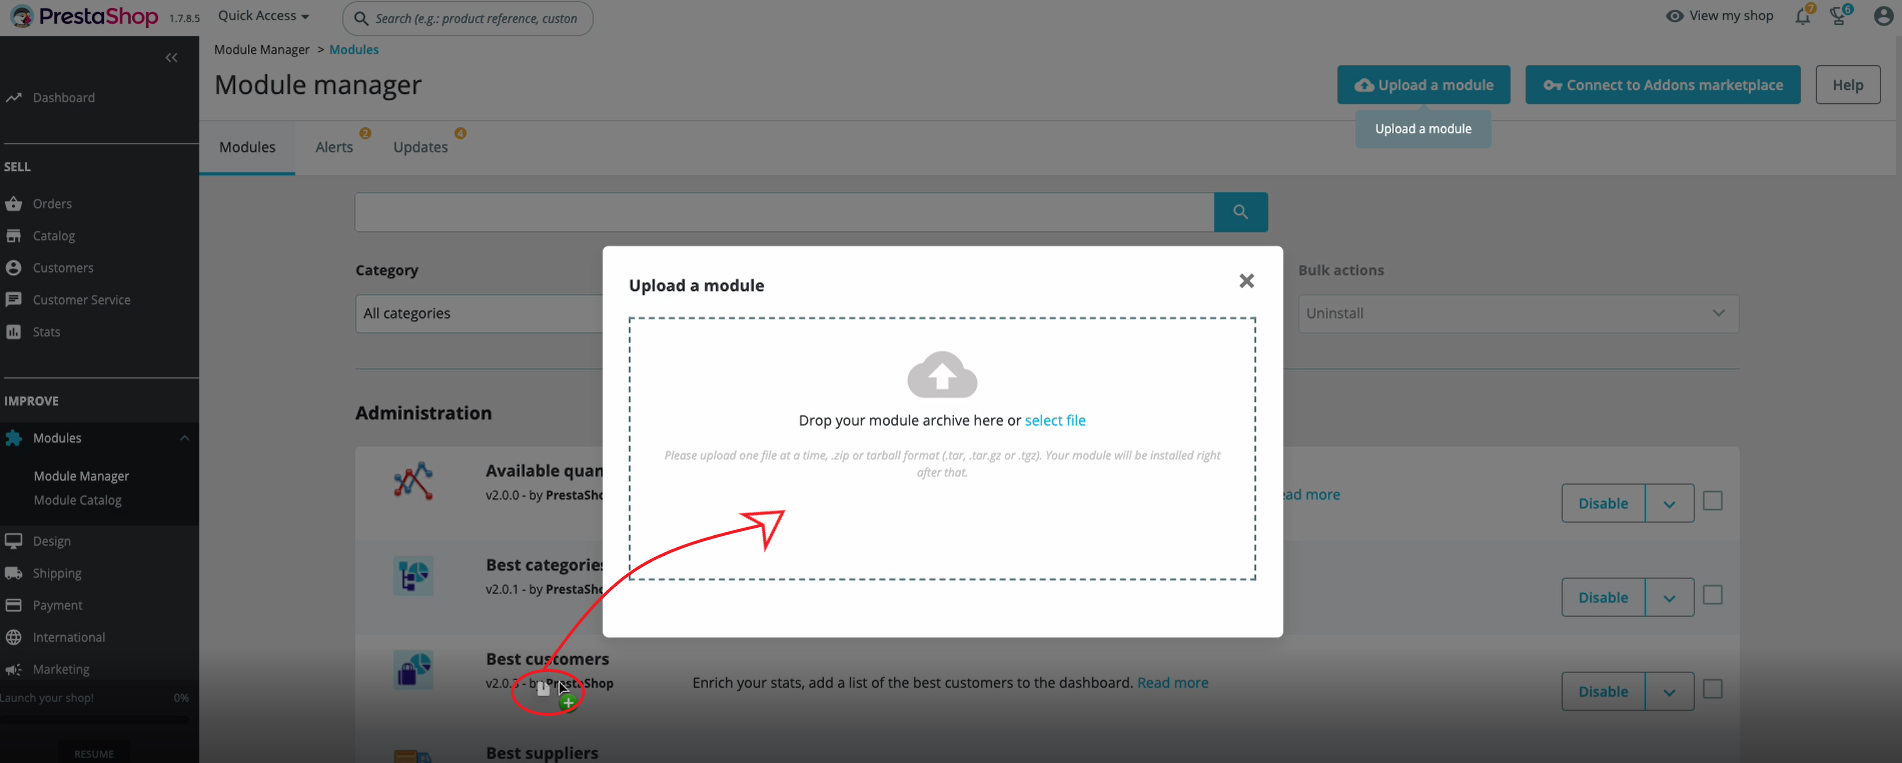 PrestaShop 1.7.8.5 Quick Access Search (e.g.: product reference, custon View my shop 7 6
Module Manager > Modules
Module manager
Upload a module Connect to Addons marketplace Help
Upload a module
Modules Alerts 2 Updates 4
Dashboard
SELL
Orders
Catalog
Customers
Customer Service
Stats
IMPROVE
Modules
Module Manager
Module Catalog
Design
Shipping
Payment
International
Marketing
Launch your shop! 0%
RESUME
Category
All categories
Bulk actions
Uninstall
Upload a module
Drop your module archive here or select file
Please upload one file at a time, .zip or tarball format (.tar, .tar.gz or .tgz). Your module will be installed right
after that.
Administration
Available quan
v2.0.0 - by PrestaSho
ead more
Disable
Best categories
v2.0.1 - by PrestaSho
Disable
Best customers
v2.0. - by PrestaShop
Enrich your stats, add a list of the best customers to the dashboard. Read more
Disable
Best suppliers